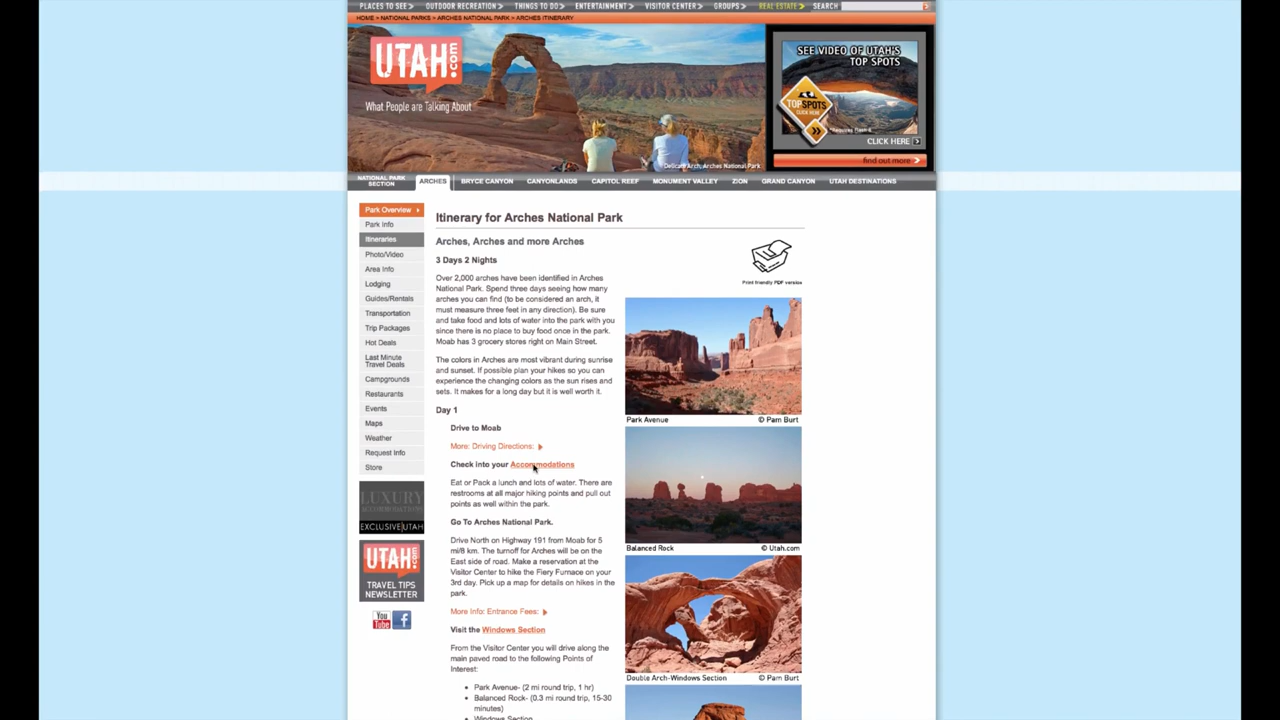 PLACES TO SEE OUTDOOR RECREATION THINGS TO DO ENTERTAINMENT VISITOR CENTER GROUPS REAL ESTATE SEARCH
HOME > NATIONAL PARKS > ARCHES NATIONAL PARK > ARCHES ITINERARY
UTAH.com
What People are Talking About
Delicate Arch, Arches National Park
SEE VIDEO OF UTAH'S
TOP SPOTS
TOP SPOTS
CLICK HERE
CLICK HERE
find out more
NATIONAL PARK
SECTION
ARCHES BRYCE CANYON CANYONLANDS CAPITOL REEF MONUMENT VALLEY ZION GRAND CANYON UTAH DESTINATIONS
Park Overview
Park Info
Itineraries
Photo/Video
Area Info
Lodging
Guides/Rentals
Transportation
Trip Packages
Hot Deals
Last Minute
Travel Deals
Campgrounds
Restaurants
Events
Maps
Weather
Request Info
Store
LUXURY
ACCOMMODATIONS
EXCLUSIVE|UTAH
UTAH.com
TRAVEL TIPS
NEWSLETTER
You
Tube
f
Itinerary for Arches National Park
Arches, Arches and more Arches
3 Days 2 Nights
Over 2,000 arches have been identified in Arches
National Park. Spend three days seeing how many
arches you can find (to be considered an arch, it
must measure three feet in any direction). Be sure
and take food and lots of water into the park with you
since there is no place to buy food once in the park.
Moab has 3 grocery stores right on Main Street.
The colors in Arches are most vibrant during sunrise
and sunset. If possible plan your hikes so you can
experience the changing colors as the sun rises and
sets. It makes for a long day but it is well worth it.
Day 1
Drive to Moab
More: Driving Directions:
Check into your Accommodations
Eat or Pack a lunch and lots of water. There are
restrooms at all major hiking points and pull out
points as well within the park.
Go To Arches National Park.
Drive North on Highway 191 from Moab for 5
mi/8 km. The turnoff for Arches will be on the
East side of road. Make a reservation at the
Visitor Center to hike the Fiery Furnace on your
3rd day. Pick up a map for details on hikes in the
park.
More Info: Entrance Fees:
Visit the Windows Section
From the Visitor Center you will drive along the
main paved road to the following Points of
Interest:
• Park Avenue- (2 mi round trip, 1 hr)
• Balanced Rock- (0.3 mi round trip, 15-30
minutes)
• Windows Section
Print friendly PDF version
Park Avenue © Pam Burt
Balanced Rock © Utah.com
Double Arch-Windows Section © Pam Burt